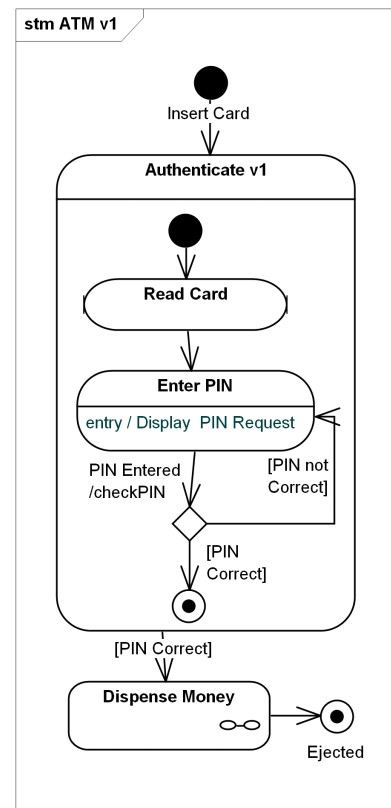 stm ATM v1
Insert Card
Authenticate v1
Read Card
Enter PIN
entry / Display  PIN Request
PIN Entered
/checkPIN
[PIN not
Correct]
[PIN
Correct]
[PIN Correct]
Dispense Money
Ejected